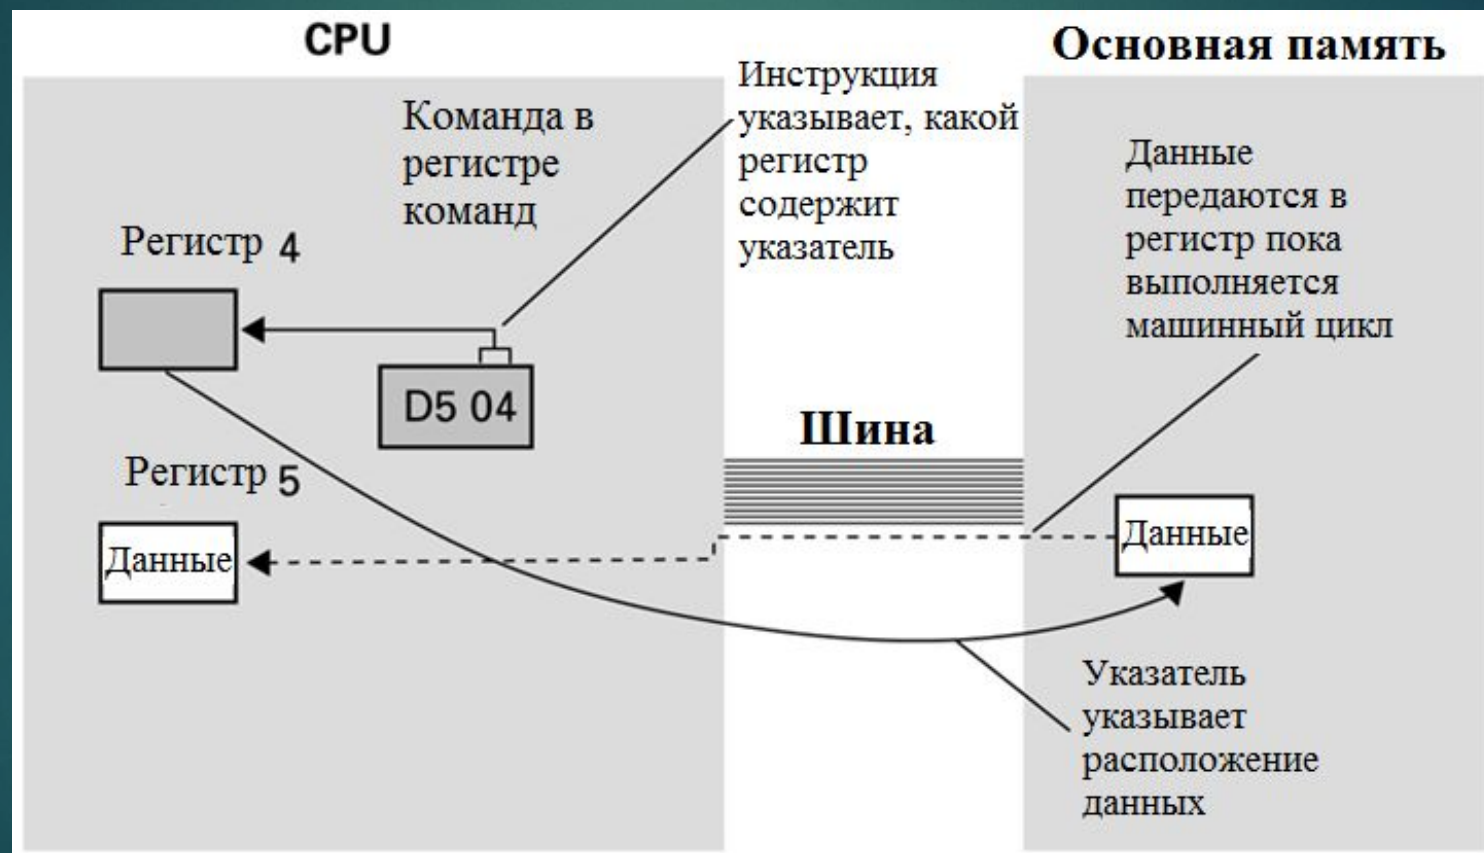 CPU
Основная память
Инструкция
указывает, какой
регистр
содержит
указатель
Команда в
регистре
команд
Данные
передаются в
регистр пока
выполняется
машинный цикл
Регистр 4
D5 04
Шина
Регистр 5
Данные
Данные
Указатель
указывает
расположение
данных